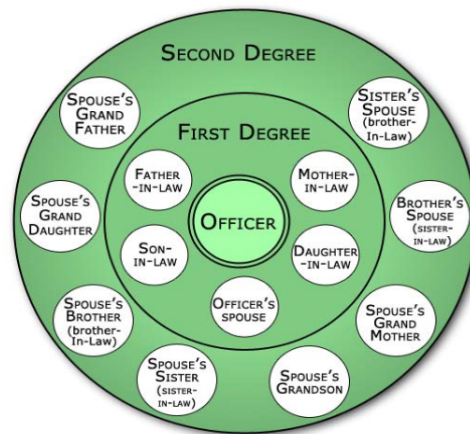 SECOND DEGREE
SPOUSE'S
GRAND
FATHER
SISTER'S
SPOUSE
(brother-
In-Law)
FIRST DEGREE
FATHER
-IN-LAW
MOTHER-
IN-LAW
OFFICER
SPOUSE'S
GRAND
DAUGHTER
BROTHER'S
SPOUSE
(SISTER-
IN-LAW)
SON-
IN-LAW
DAUGHTER
-IN-LAW
OFFICER'S
SPOUSE
SPOUSE'S
BROTHER
(brother-
In-Law)
SPOUSE'S
GRAND
MOTHER
SPOUSE'S
SISTER
(SISTER-
IN-LAW)
SPOUSE'S
GRANDSON